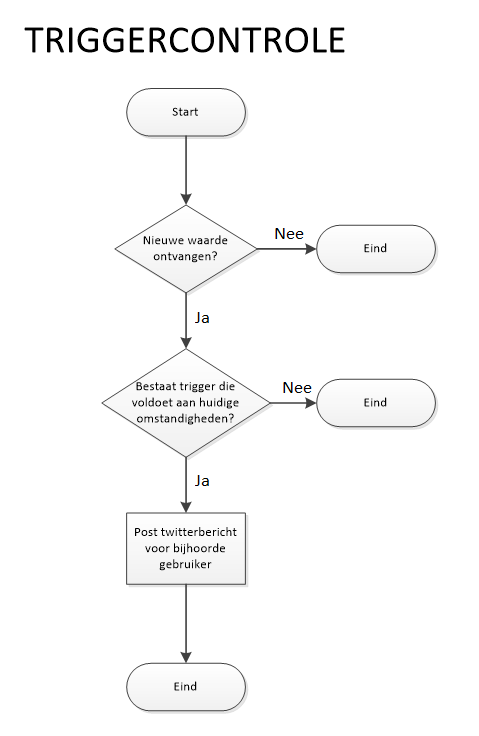 TRIGGERCONTROLE
Start
Nieuwe waarde
ontvangen?
Nee
Eind
Ja
Bestaat trigger die
voldoet aan huidige
omstandigheden?
Nee
Eind
Ja
Post twitterbericht
voor bijhoorde
gebruiker
Eind